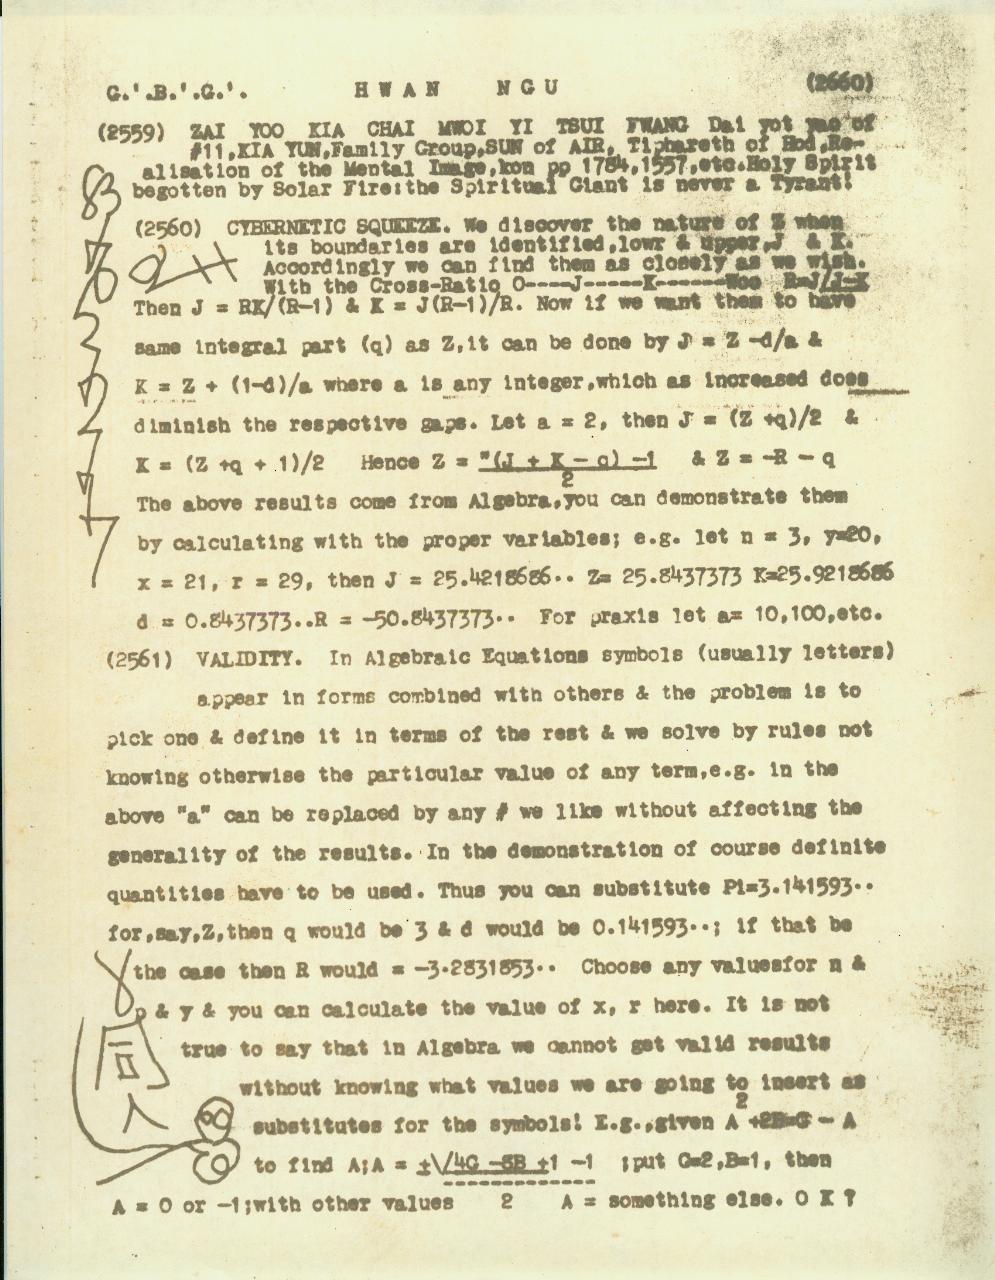 G.'.B.'.G.'. HWAN NGU (2660)
(2559) ZAI YOO KIA CHAI MWOI YI TSUI FWANG Dai yot yao of
#11,KIA YUN,Family Group,SUN of AIR, Tiphareth of Hod,Re-
alisation of the Mental Image,kon pp 1784,1557,etc.Holy Spirit
begotten by Solar Fire:the Spiritual Giant is never a Tyrant!
(2560) CYBERNETIC SQUEEZE. We discover the nature of Z when
its boundaries are identified,lowr & upper,J & K.
Accordingly we can find them as closely as we wish.
With the Cross-Ratio O----J------K-------Woo R=J/J-K
Then J = RK/(R-1) & K = J(R-1)/R. Now if we want them to have
same integral part (q) as Z,it can be done by J = Z -d/a &
K = Z + (1-d)/a where a is any integer,which as increased does
diminish the respective gaps. Let a = 2, then J = (Z +q)/2 &
K = (Z +q + 1)/2 Hence Z = "(J + K - q) -1 & Z = -R - q
2
The above results come from Algebra,you can demonstrate them
by calculating with the proper variables; e.g. let n = 3, y=20,
x = 21, r = 29, then J = 25.4218686.. Z= 25.8437373 K=25.9218686
d = 0.8437373..R = -50.8437373.. For praxis let a= 10,100,etc.
(2561) VALIDITY. In Algebraic Equations symbols (usually letters)
appear in forms combined with others & the problem is to
pick one & define it in terms of the rest & we solve by rules not
knowing otherwise the particular value of any term,e.g. in the
above "a" can be replaced by any # we like without affecting the
generality of the results. In the demonstration of course definite
quantities have to be used. Thus you can substitute Pi=3.141593..
for,say,Z,then q would be 3 & d would be 0.141593..; if that be
the case then R would = -3.2831853.. Choose any valuesfor n &
p & y & you can calculate the value of x, r here. It is not
true to say that in Algebra we cannot get valid results
without knowing what values we are going to insert as
2
substitutes for the symbols! E.g.,given A +2B=G - A
to find A;A = ±√/4G -8B +1 -1 ;put G=2,B=1, then
A = 0 or -1;with other values 2 A = something else. O K ?